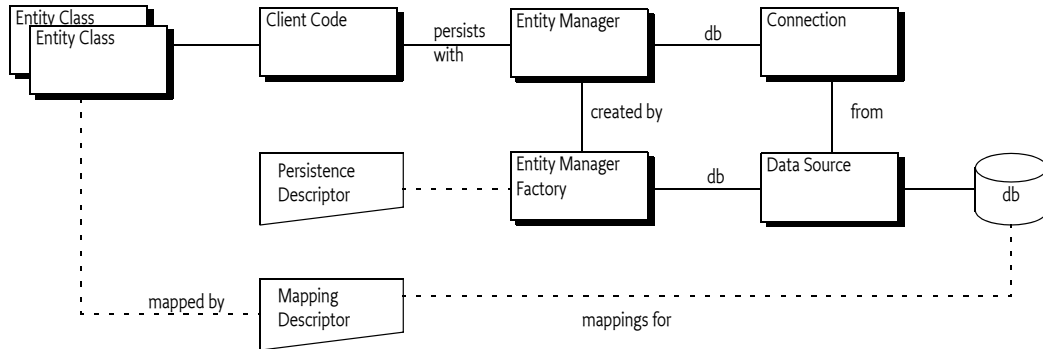 Entity Class
Entity Class
Client Code
persists
with
Entity Manager
db
Connection
created by
from
Persistence
Descriptor
Entity Manager
Factory
db
Data Source
db
mapped by
Mapping
Descriptor
mappings for